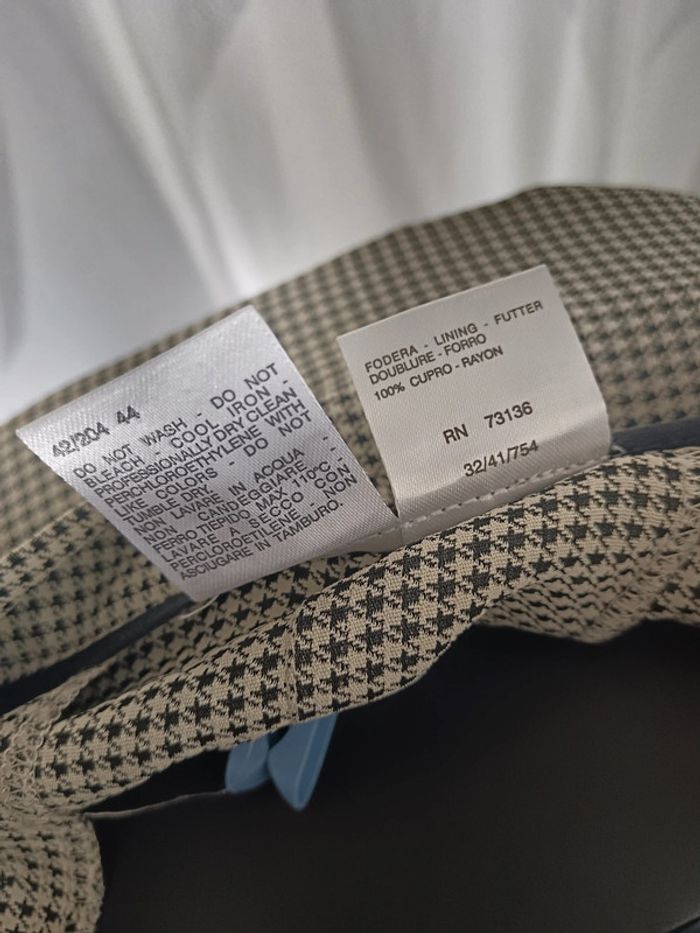 42/204 44
DO NOT WASH - DO NOT
BLEACH - COOL IRON -
PROFESSIONALLY DRY CLEAN
PERCHLOROETHYLENE WITH
LIKE COLORS - DO NOT
TUMBLE DRY.
NON LAVARE IN ACQUA -
NON CANDEGGIARE -
FERRO TIEPIDO MAX 110°C -
LAVARE A SECCO CON
PERCLOROETILENE NON
ASCIUGARE IN TAMBURO.
FODERA - LINING - FUTTER
DOUBLURE - FORRO
100% CUPRO - RAYON
RN 73136
32/41/754